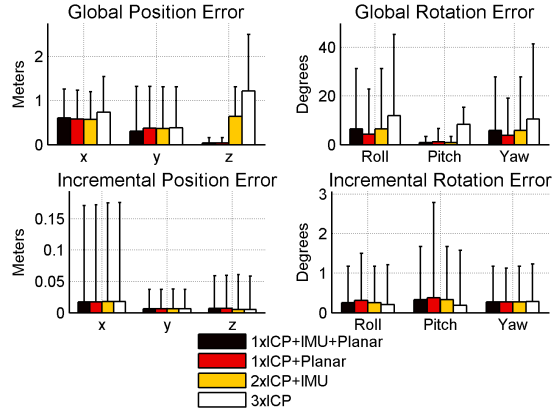 Global Position Error
Global Rotation Error
Meters
2
1
0
x
y
z
Degrees
40
20
0
Roll
Pitch
Yaw
Incremental Position Error
Incremental Rotation Error
Meters
0.15
0.1
0.05
0
x
y
z
Degrees
3
2
1
0
Roll
Pitch
Yaw
1xICP+IMU+Planar
1xICP+Planar
2xICP+IMU
3xICP